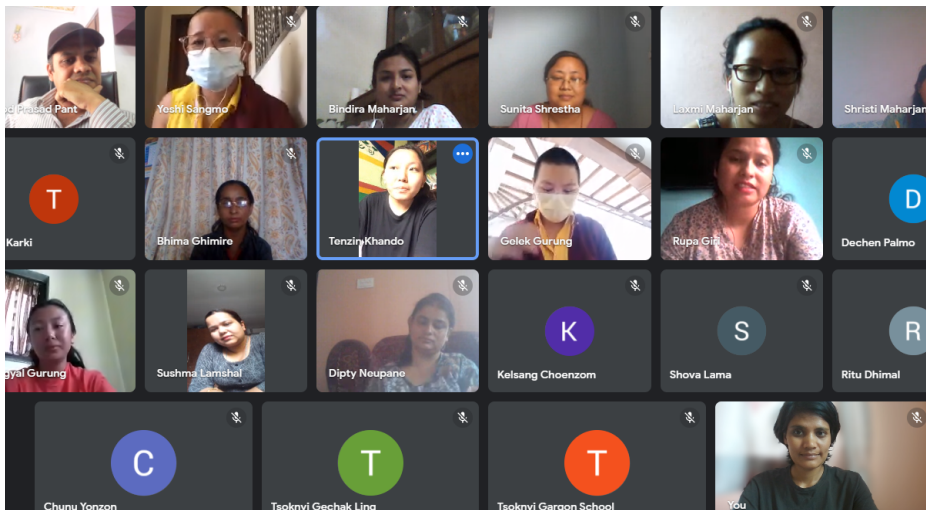 od Prasad Pant
Yeshi Sangmo
Bindira Maharjan
Sunita Shrestha
Laxmi Maharjan
Shristi Maharjan
T
Karki
Bhima Ghimire
Tenzin Khando
Gelek Gurung
Rupa Giri
D
Dechen Palmo
gyal Gurung
Sushma Lamshal
Dipty Neupane
K
Kelsang Choenzom
S
Shova Lama
R
Ritu Dhimal
C
Chunu Yonzon
T
Tsoknyi Gechak Ling
T
Tsoknyi Gargon School
You